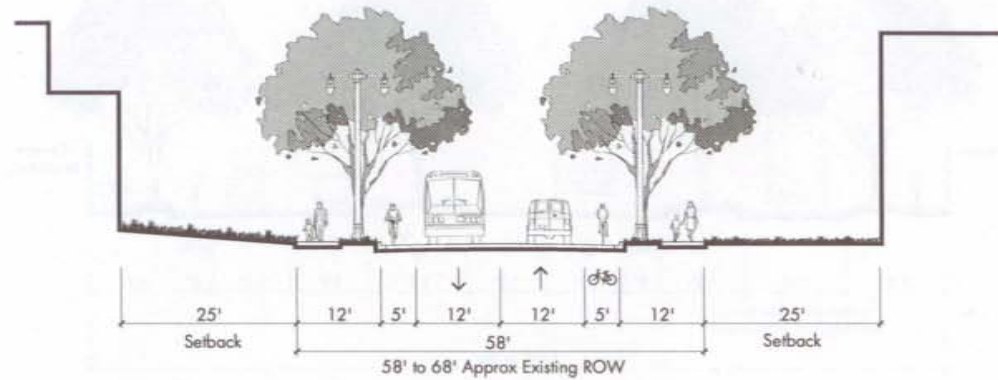 25' 12' 5' 12' 12' 5' 12' 25'
Setback 58' Setback
58' to 68' Approx Existing ROW